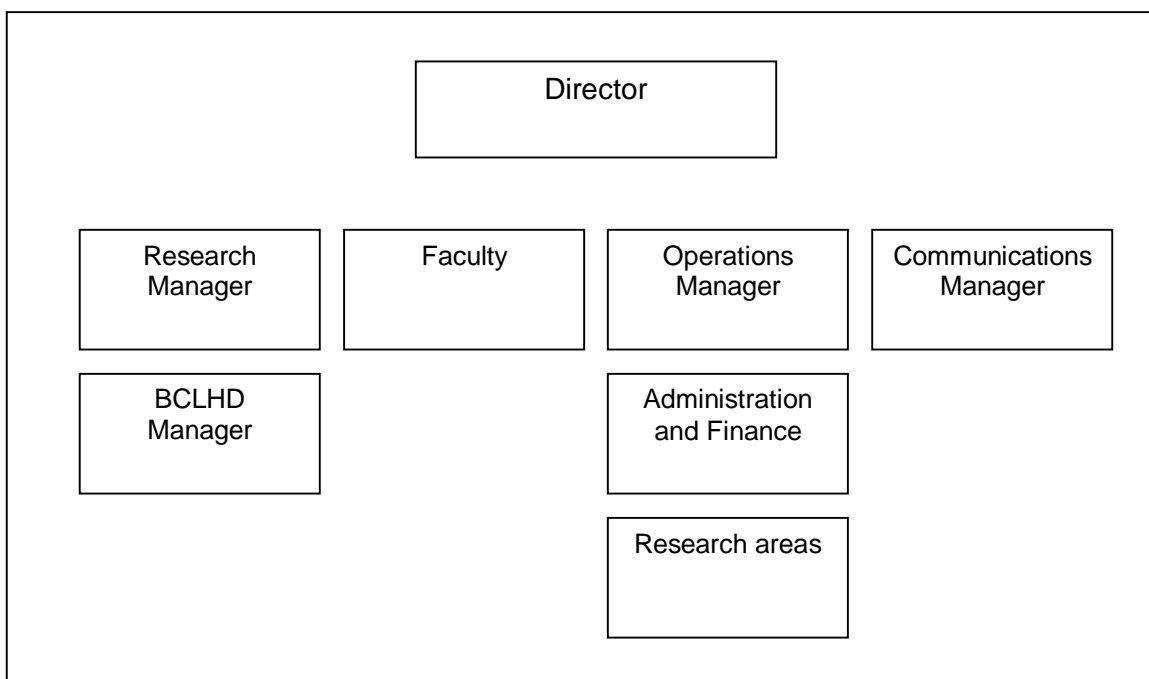 Director
Research
Manager
Faculty
Operations
Manager
Communications
Manager
BCLHD
Manager
Administration
and Finance
Research areas